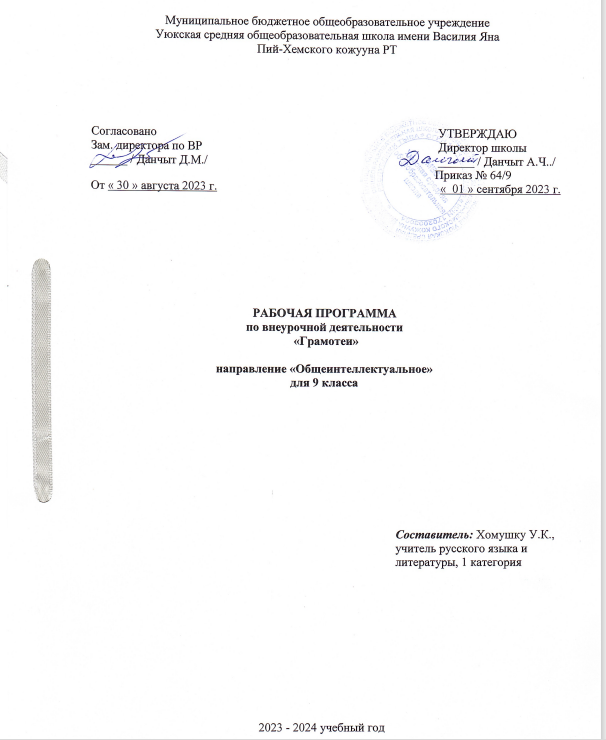 Муниципальное бюджетное общеобразовательное учреждение
Уюкская средняя общеобразовательная школа имени Василия Яна
Пий-Хемского кожууна РТ
Согласовано
Зам. директора по ВР
/Данчыт Д.М./
От « 30 » августа 2023 г.
УТВЕРЖДАЮ
Директор школы
/ Данчыт А.Ч../
Приказ № 64/9
« 01 » сентября 2023 г.
РАБОЧАЯ ПРОГРАММА
по внеурочной деятельности
«Грамотеи»
направление «Общеинтеллектуальное»
для 9 класса
Составитель: Хомушку У.К.,
учитель русского языка и
литературы, 1 категория
2023 - 2024 учебный год